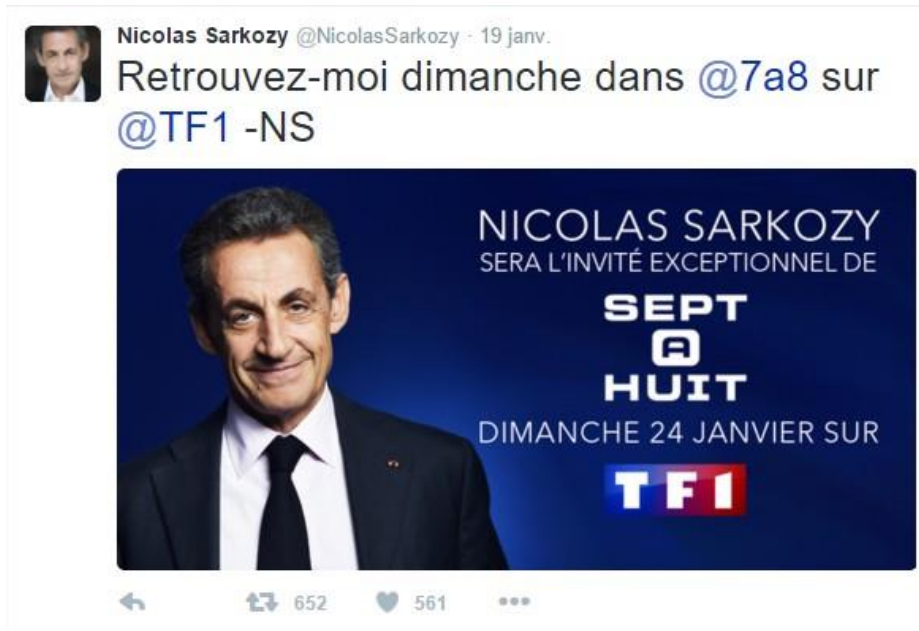 Nicolas Sarkozy @NicolasSarkozy · 19 janv.
Retrouvez-moi dimanche dans @7a8 sur
@TF1 -NS
NICOLAS SARKOZY
SERA L'INVITÉ EXCEPTIONNEL DE
SEPT
A
HUIT
DIMANCHE 24 JANVIER SUR
TF1
652 561